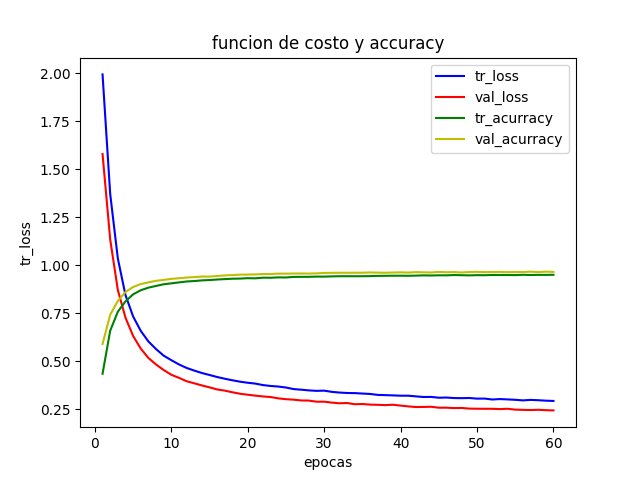 funcion de costo y accuracy
tr_loss
val_loss
tr_acurracy
val_acurracy
2.00
1.75
1.50
1.25
1.00
0.75
0.50
0.25
tr_loss
0 10 20 30 40 50 60
epocas